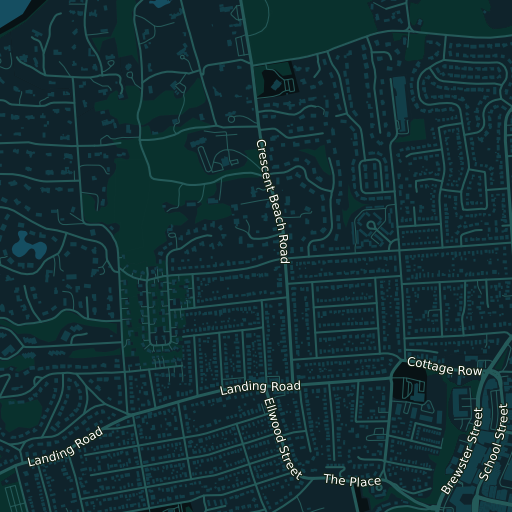 Crescent Beach Road
Cottage Row
Landing Road
Ellwood Street
Landing Road
Brewster Street
School Street
The Place